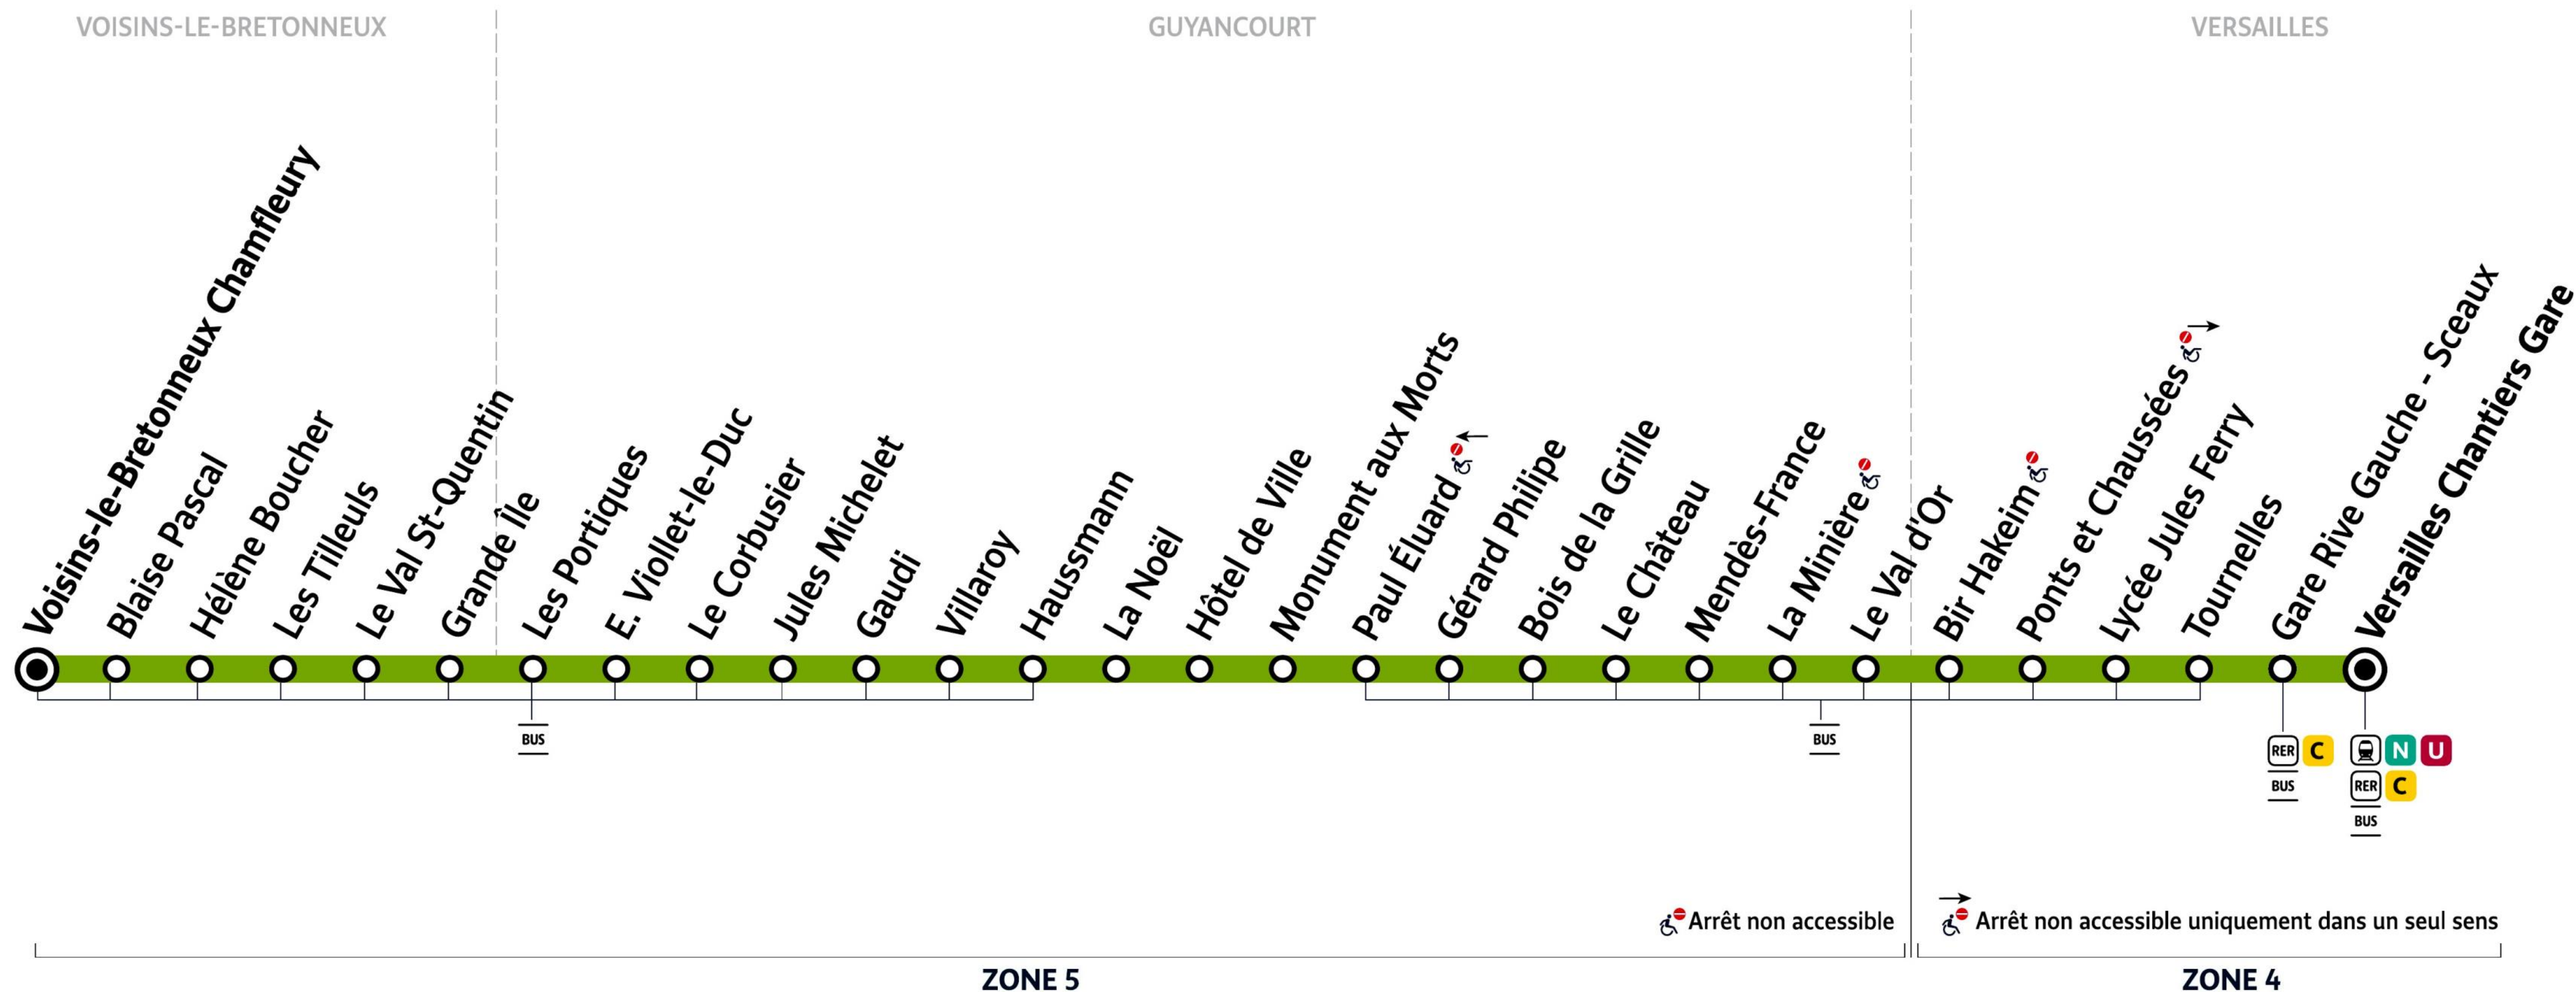 VOISINS-LE-BRETONNEUX
GUYANCOURT
VERSAILLES
Voisins-le-Bretonneux Chamfleury
Blaise Pascal
Hélène Boucher
Les Tilleuls
Le Val St-Quentin
Grande Île
Les Portiques
E. Viollet-le-Duc
Le Corbusier
Jules Michelet
Gaudi
Villaroy
Haussmann
La Noël
Hôtel de Ville
Monument aux Morts
Paul Éluard
Gérard Philipe
Bois de la Grille
Le Château
Mendès-France
La Minière
Le Val d'Or
Bir Hakeim
Ponts et Chaussées
Lycée Jules Ferry
Tournelles
Gare Rive Gauche - Sceaux
Versailles Chantiers Gare
BUS
BUS
RER C
BUS
N U
RER C
BUS
Arrêt non accessible
Arrêt non accessible uniquement dans un seul sens
ZONE 5
ZONE 4